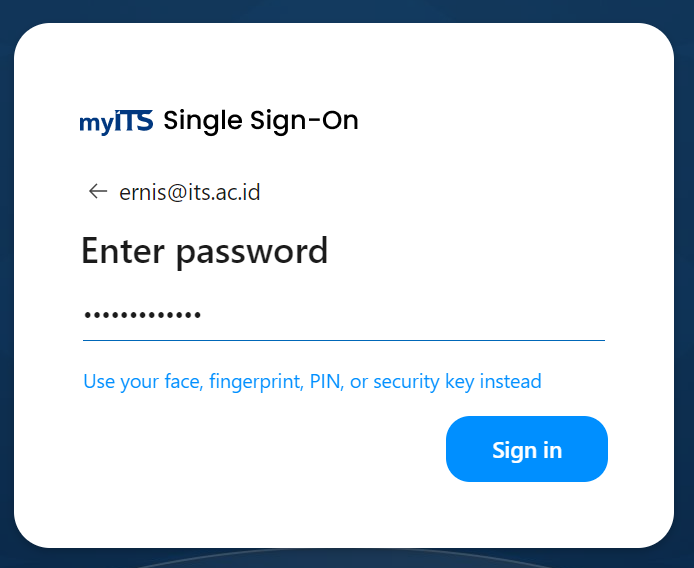 myITS Single Sign-On
← ernis@its.ac.id
Enter password
•••••••••••••
Use your face, fingerprint, PIN, or security key instead
Sign in